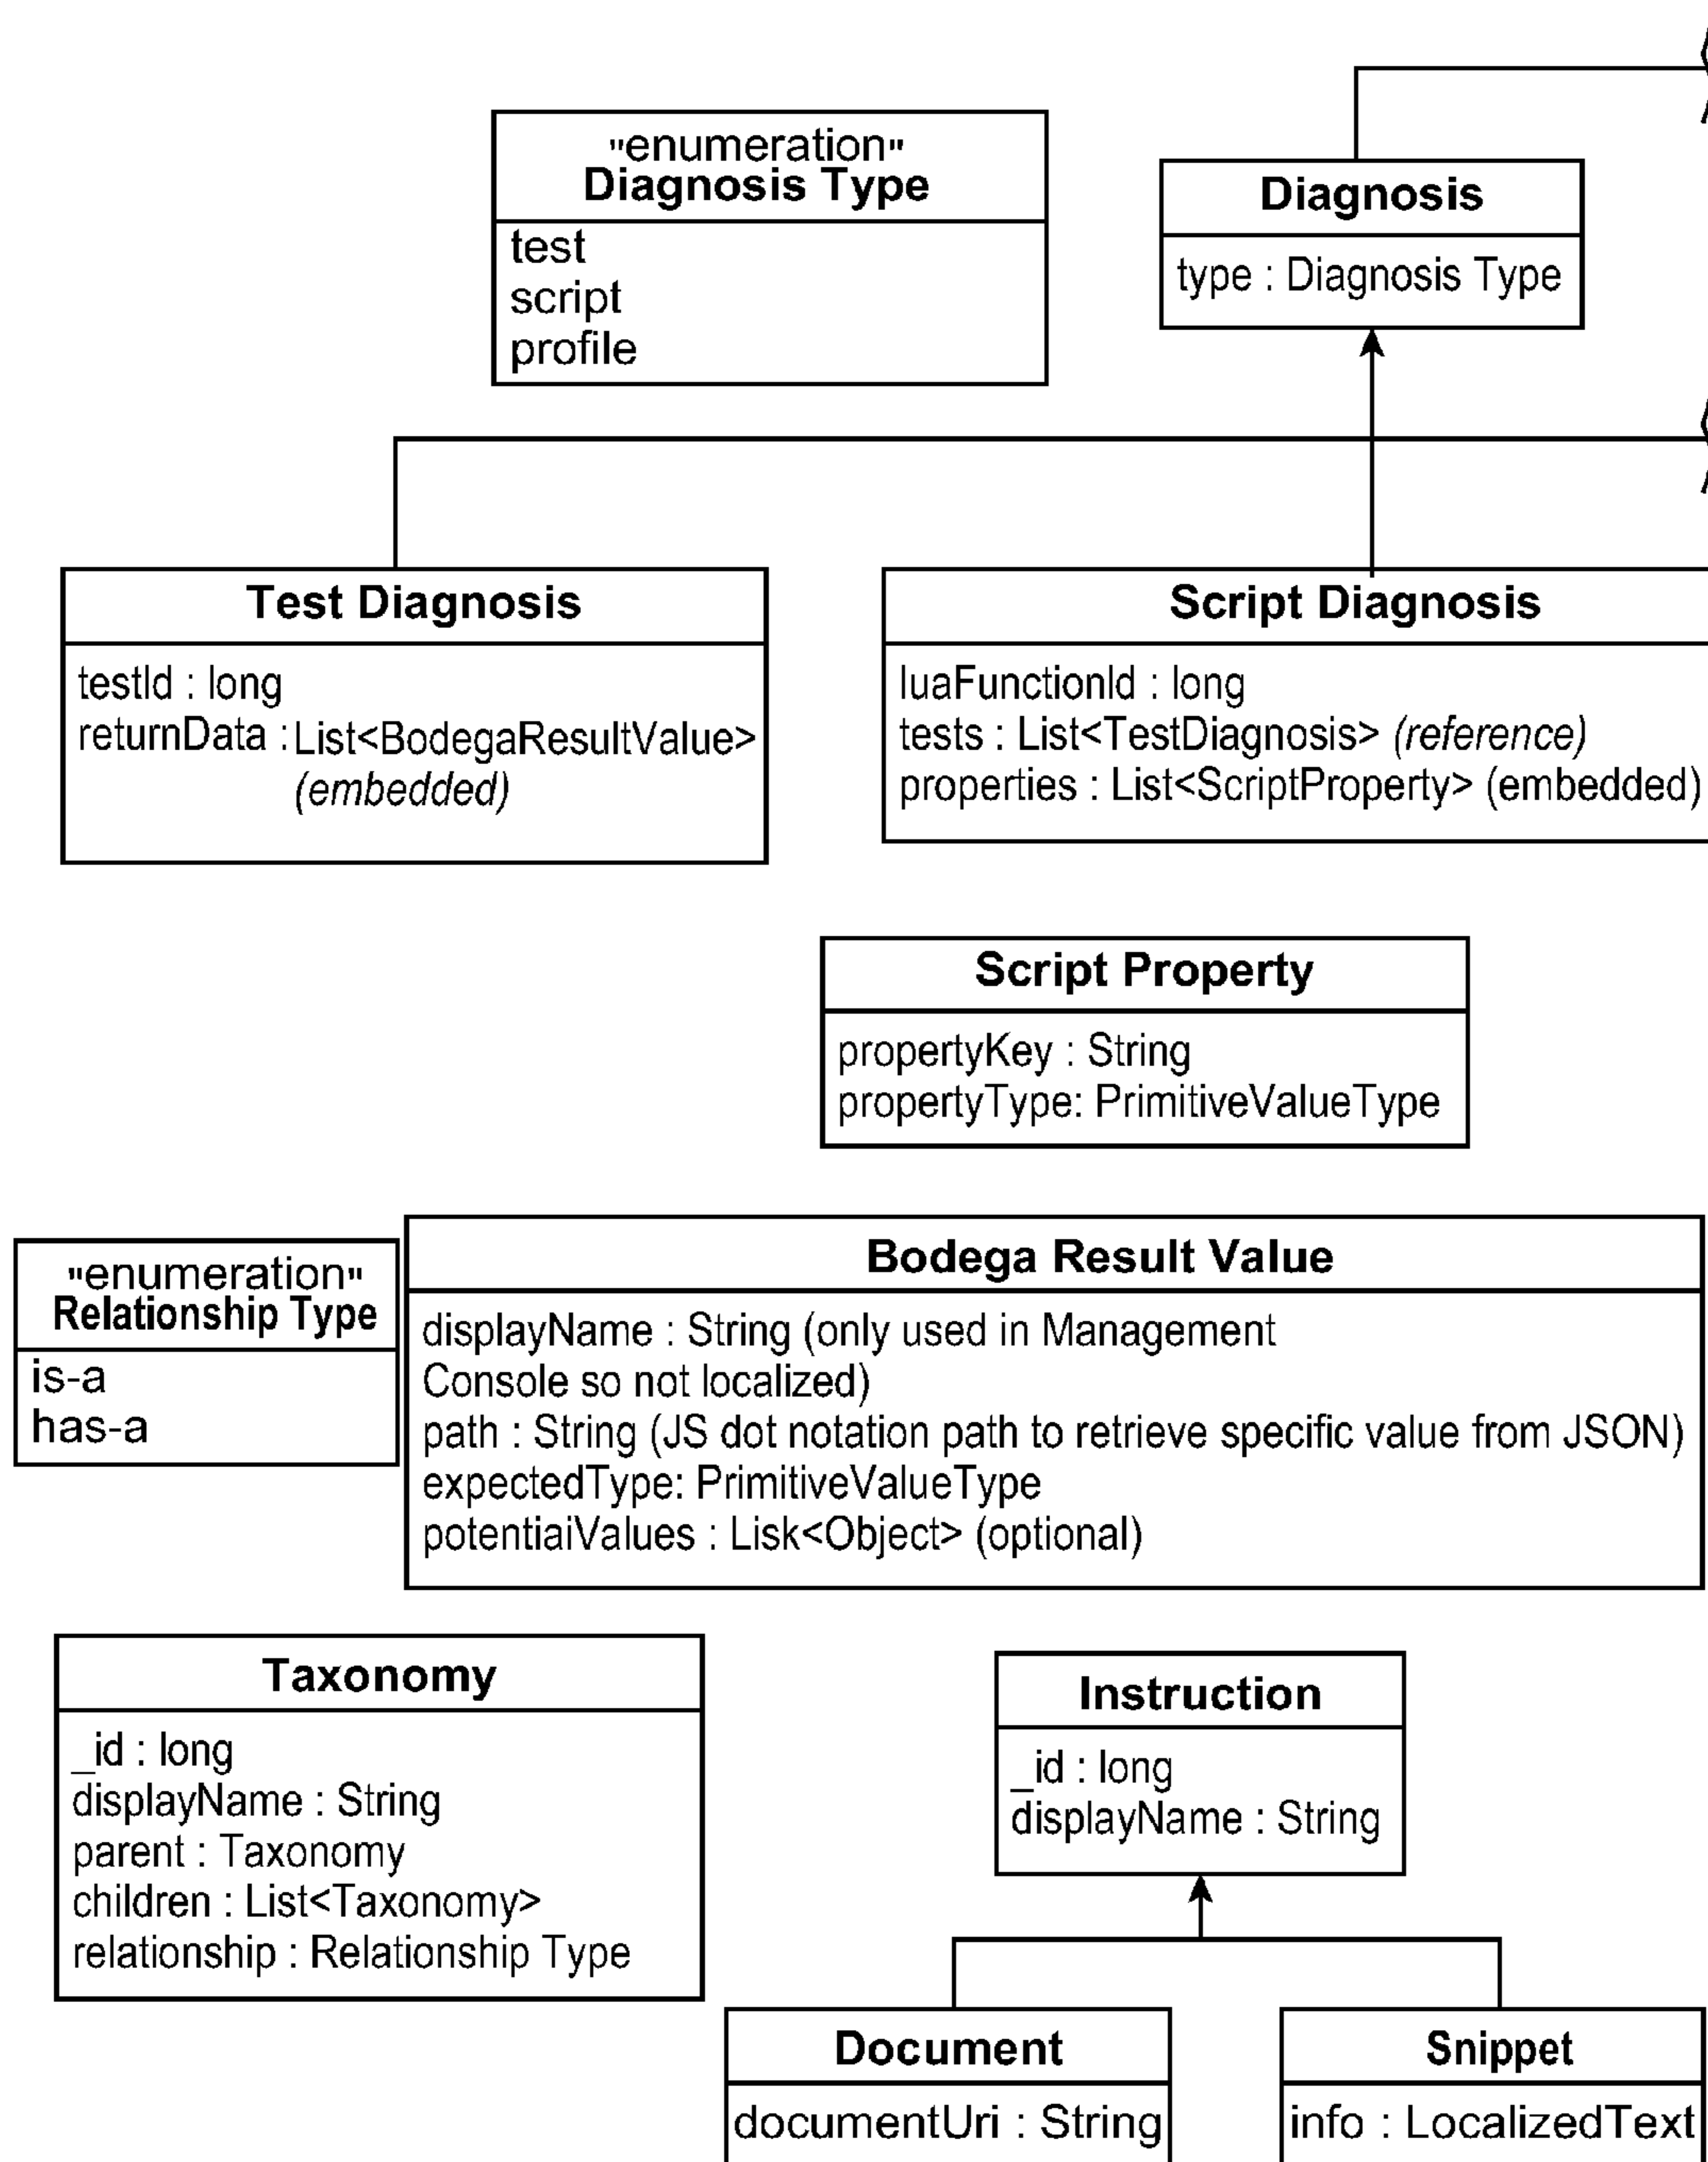 "enumeration"
Diagnosis Type
test
script
profile
Diagnosis
type : Diagnosis Type
Test Diagnosis
testId : long
returnData : List<BodegaResultValue>
(embedded)
Script Diagnosis
luaFunctionId : long
tests : List<TestDiagnosis> (reference)
properties : List<ScriptProperty> (embedded)
Script Property
propertyKey : String
propertyType: PrimitiveValueType
"enumeration"
Relationship Type
is-a
has-a
Bodega Result Value
displayName : String (only used in Management
Console so not localized)
path : String (JS dot notation path to retrieve specific value from JSON)
expectedType: PrimitiveValueType
potentiaiValues : Lisk<Object> (optional)
Taxonomy
_id : long
displayName : String
parent : Taxonomy
children : List<Taxonomy>
relationship : Relationship Type
Instruction
_id : long
displayName : String
Document
documentUri : String
Snippet
info : LocalizedText